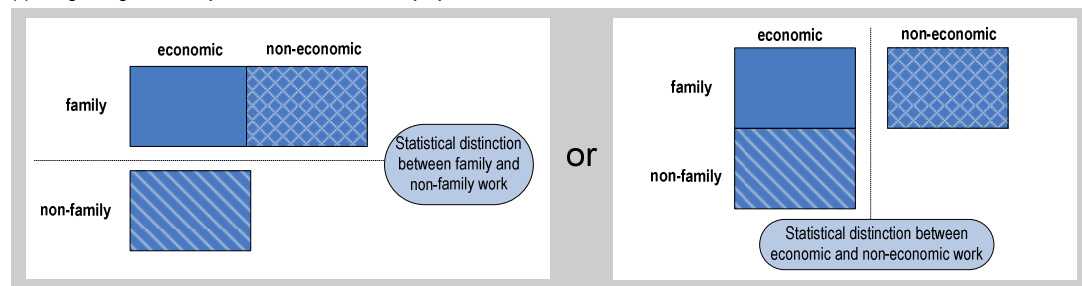 economic non-economic
family
Statistical distinction
between family and
non-family work
non-family
or
economic non-economic
family
non-family
Statistical distinction between
economic and non-economic work